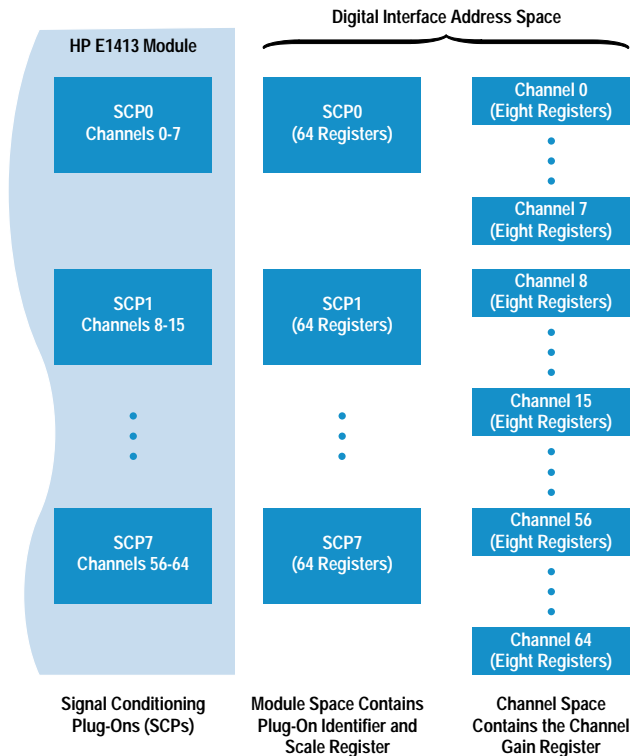 Digital Interface Address Space
HP E1413 Module
SCP0
Channels 0-7
SCP0
(64 Registers)
Channel 0
(Eight Registers)
Channel 7
(Eight Registers)
SCP1
Channels 8-15
SCP1
(64 Registers)
Channel 8
(Eight Registers)
Channel 15
(Eight Registers)
SCP7
Channels 56-64
SCP7
(64 Registers)
Channel 56
(Eight Registers)
Channel 64
(Eight Registers)
Signal Conditioning
Plug-Ons (SCPs)
Module Space Contains
Plug-On Identifier and
Scale Register
Channel Space
Contains the Channel
Gain Register